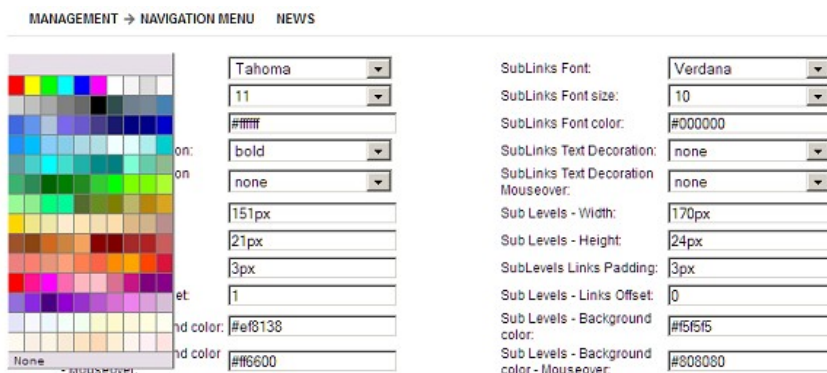 MANAGEMENT → NAVIGATION MENU NEWS
Tahoma SubLinks Font: Verdana
11 SubLinks Font size: 10
#ffffff SubLinks Font color: #000000
on: bold SubLinks Text Decoration: none
on none SubLinks Text Decoration Mouseover: none
151px Sub Levels - Width: 170px
21px Sub Levels - Height: 24px
3px SubLevels Links Padding: 3px
et: 1 Sub Levels - Links Offset: 0
nd color: #ef8138 Sub Levels - Background color: #f5f5f5
nd color - Mouseover: #ff6600 Sub Levels - Background color - Mouseover: #808080
None